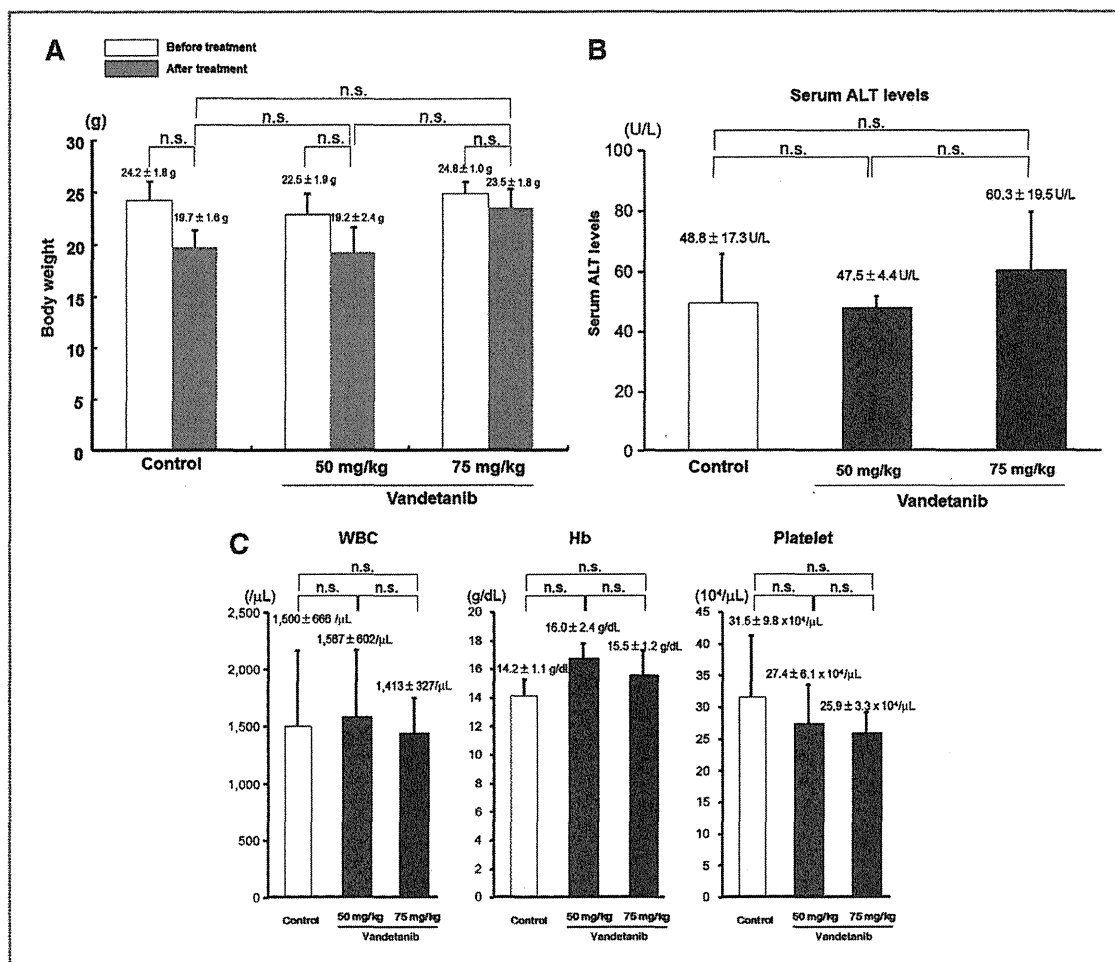 A
Before treatment
After treatment
n.s.
n.s.
n.s.
n.s.
n.s.
n.s.
(g)
30
25
20
15
10
5
0
Body weight
24.2 ± 1.8 g
19.7 ± 1.6 g
22.5 ± 1.9 g
19.2 ± 2.4 g
24.8 ± 1.0 g
23.5 ± 1.8 g
Control
50 mg/kg
75 mg/kg
Vandetanib
B
Serum ALT levels
(U/L)
n.s.
n.s.
n.s.
100
80
60
40
20
0
Serum ALT levels
48.8 ± 17.3 U/L
47.5 ± 4.4 U/L
60.3 ± 19.5 U/L
Control
50 mg/kg
75 mg/kg
Vandetanib
C
WBC
n.s.
n.s.
n.s.
(/μL)
2,500
2,000
1,500
1,000
500
0
1,500 ± 666 /μL
1,567 ± 602/μL
1,413 ± 327/μL
Control
50 mg/kg
75 mg/kg
Vandetanib
Hb
n.s.
n.s.
n.s.
(g/dL)
20
18
16
14
12
10
8
6
4
2
0
14.2 ± 1.1 g/dL
16.0 ± 2.4 g/dL
15.5 ± 1.2 g/dL
Control
50 mg/kg
75 mg/kg
Vandetanib
Platelet
n.s.
n.s.
n.s.
(10⁴/μL)
45
40
35
30
25
20
15
10
5
0
31.5 ± 9.8 x10⁴/μL
27.4 ± 6.1 x 10⁴/μL
25.9 ± 3.3 x 10⁴/μL
Control
50 mg/kg
75 mg/kg
Vandetanib